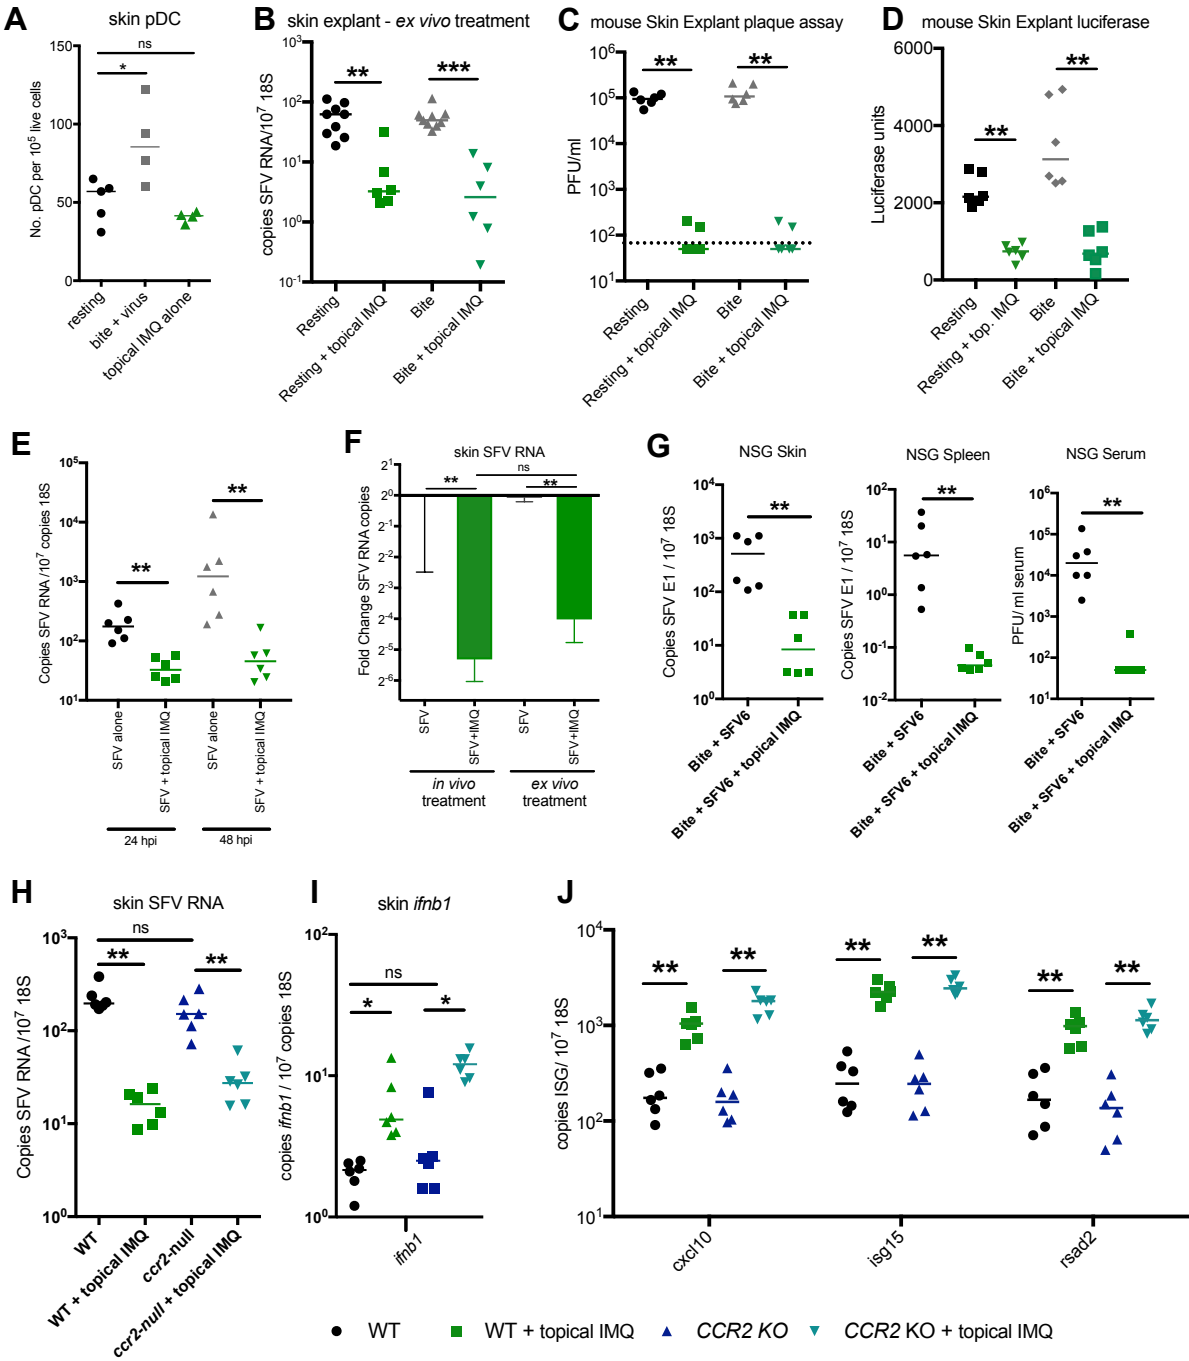 A
skin pDC
No. pDC per 10⁵ live cells
150
100
50
0
ns
*
resting
bite + virus
topical IMQ alone
B
skin explant - ex vivo treatment
copies SFV RNA/10⁷ 18S
10³
10²
10¹
10⁰
10⁻¹
**
***
Resting
Resting + topical IMQ
Bite
Bite + topical IMQ
C
mouse Skin Explant plaque assay
PFU/ml
10⁶
10⁵
10⁴
10³
10²
10¹
**
**
Resting
Resting + topical IMQ
Bite
Bite + topical IMQ
D
mouse Skin Explant luciferase
Luciferase units
6000
4000
2000
0
**
**
Resting
Resting + top. IMQ
Bite
Bite + topical IMQ
E
Copies SFV RNA /10⁷ copies 18S
10⁵
10⁴
10³
10²
10¹
**
**
SFV alone
SFV + topical IMQ
SFV alone
SFV + topical IMQ
24 hpi
48 hpi
F
skin SFV RNA
Fold Change SFV RNA copies
2¹
2⁰
2⁻²
2⁻³
2⁻⁴
2⁻⁵
2⁻⁶
**
ns
**
SFV
SFV+IMQ
SFV
SFV+IMQ
in vivo
treatment
ex vivo
treatment
G
NSG Skin
Copies SFV E1 / 10⁷ 18S
10⁴
10³
10²
10¹
10⁰
**
Bite + SFV6
Bite + SFV6 + topical IMQ
NSG Spleen
Copies SFV E1 / 10⁷ 18S
10²
10¹
10⁰
10⁻¹
10⁻²
**
Bite + SFV6
Bite + SFV6 + topical IMQ
NSG Serum
PFU/ ml serum
10⁶
10⁵
10⁴
10³
10²
10¹
**
Bite + SFV6
Bite + SFV6 + topical IMQ
H
skin SFV RNA
Copies SFV RNA /10⁷ 18S
10³
10²
10¹
10⁰
ns
**
**
WT
WT + topical IMQ
ccr2-null
ccr2-null + topical IMQ
I
skin ifnb1
copies ifnb1 / 10⁷ copies 18S
10²
10¹
10⁰
ns
*
*
ifnb1
J
copies ISG/ 10⁷ 18S
10⁴
10³
10²
10¹
**
**
**
**
**
**
cxcl10
isg15
rsad2
WT
WT + topical IMQ
CCR2 KO
CCR2 KO + topical IMQ